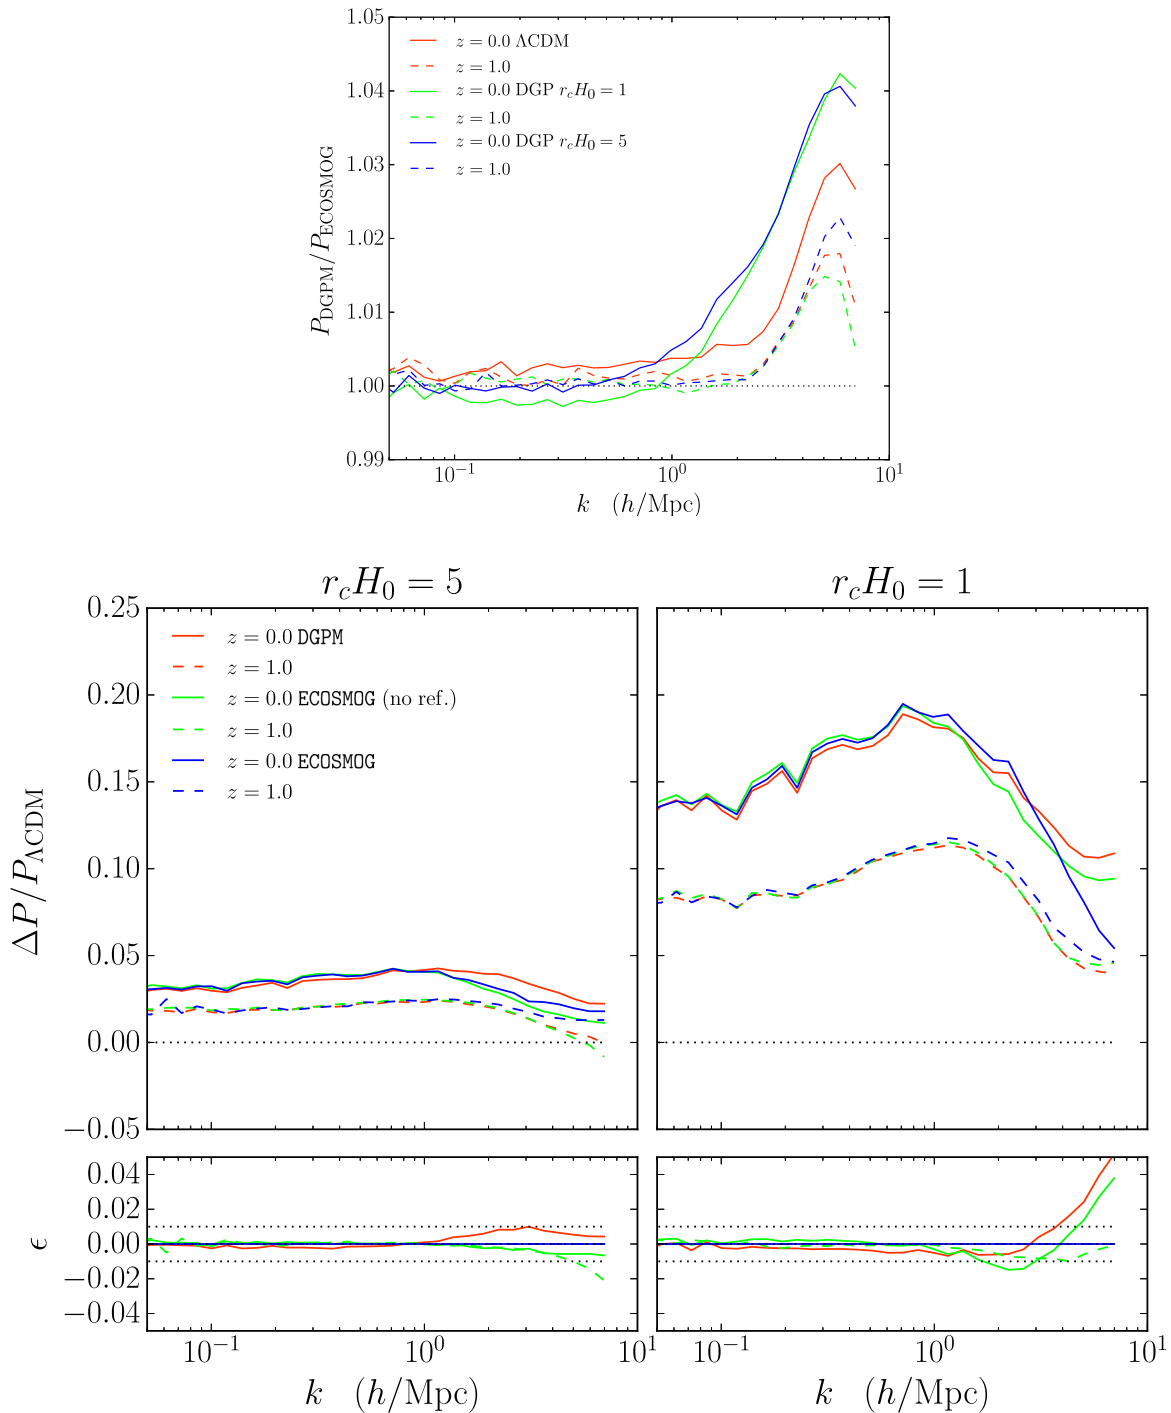 1.05
1.04
1.03
1.02
1.01
1.00
0.99
P_DGPM/P_ECOSMOG
z = 0.0 ΛCDM
z = 1.0
z = 0.0 DGP r_cH_0 = 1
z = 1.0
z = 0.0 DGP r_cH_0 = 5
z = 1.0
10^−1 10^0 10^1
k (h/Mpc)
r_cH_0 = 5 r_cH_0 = 1
0.25
0.20
0.15
0.10
0.05
0.00
−0.05
ΔP/P_ΛCDM
z = 0.0 DGPM
z = 1.0
z = 0.0 ECOSMOG (no ref.)
z = 1.0
z = 0.0 ECOSMOG
z = 1.0
0.04
0.02
0.00
−0.02
−0.04
ϵ
10^−1 10^0 10^1 10^−1 10^0 10^1
k (h/Mpc) k (h/Mpc)